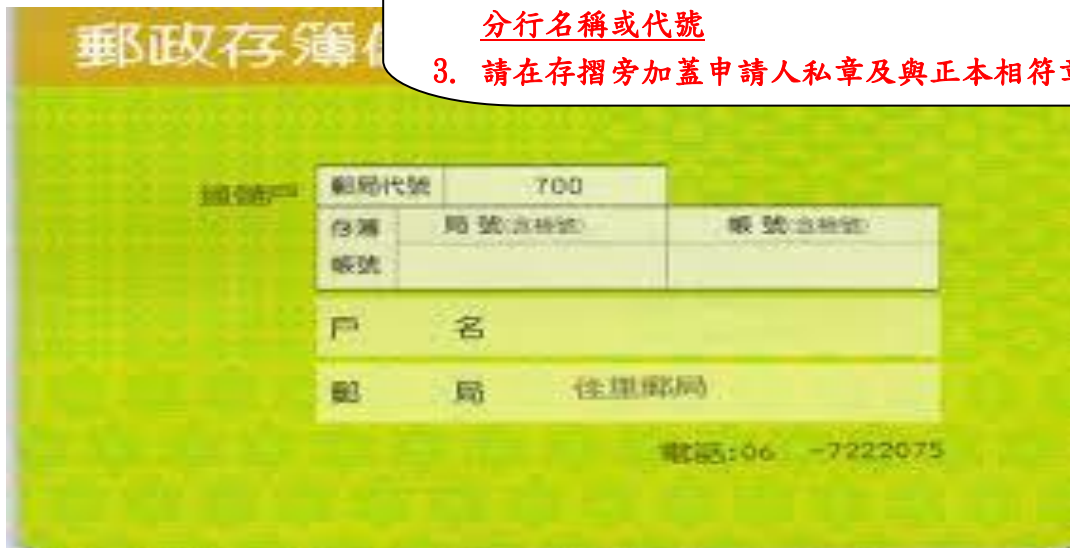 分行名稱或代號
3. 請在存摺旁加蓋申請人私章及與正本相符
郵政存簿
郵局代號 700
存簿 局號(含檢號) 帳號(含檢號)
帳號
戶 名
郵 局 佳里郵局
電話:06 -7222075